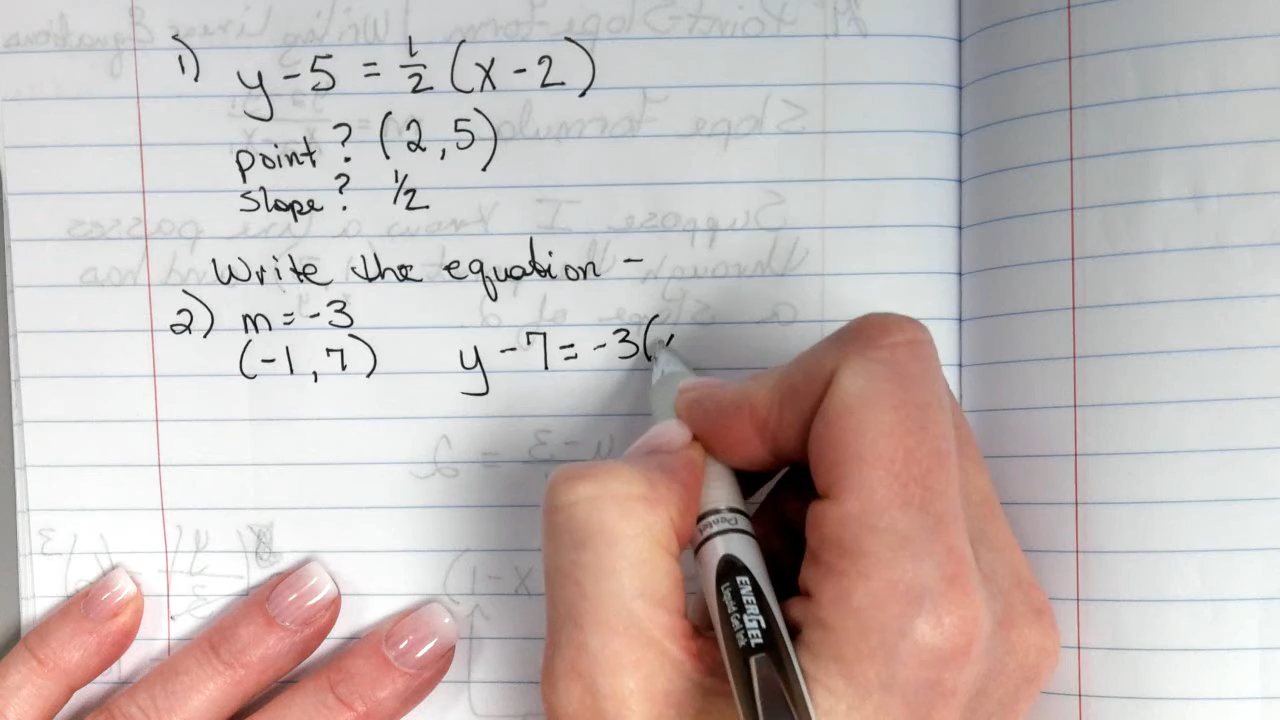 1) y - 5 = 1/2 (x - 2)
point? (2, 5)
slope? 1/2
Write the equation -
2) m = -3
(-1, 7) y - 7 = -3(
Pentel
ENERGEL
Liquid Gel Ink